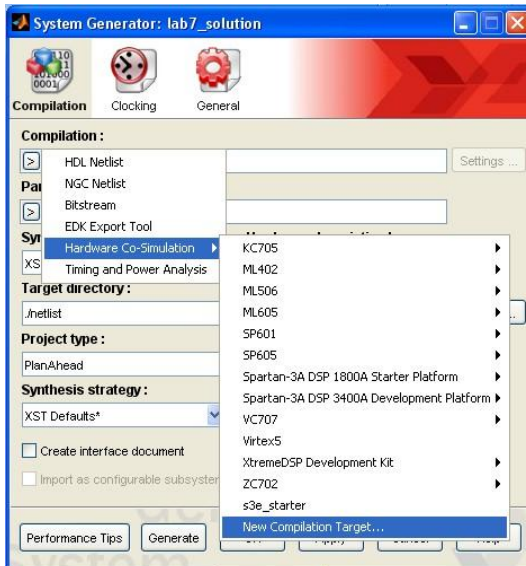 System Generator: lab7_solution
Compilation
Clocking
General
Compilation :
Settings ...
HDL Netlist
NGC Netlist
Bitstream
EDK Export Tool
Hardware Co-Simulation
Timing and Power Analysis
KC705
ML402
ML506
ML605
SP601
SP605
Spartan-3A DSP 1800A Starter Platform
Spartan-3A DSP 3400A Development Platform
VC707
Virtex5
XtremeDSP Development Kit
ZC702
s3e_starter
New Compilation Target...
XS
Target directory :
./netlist
Project type :
PlanAhead
Synthesis strategy :
XST Defaults*
Create interface document
Import as configurable subsyster
Performance Tips
Generate